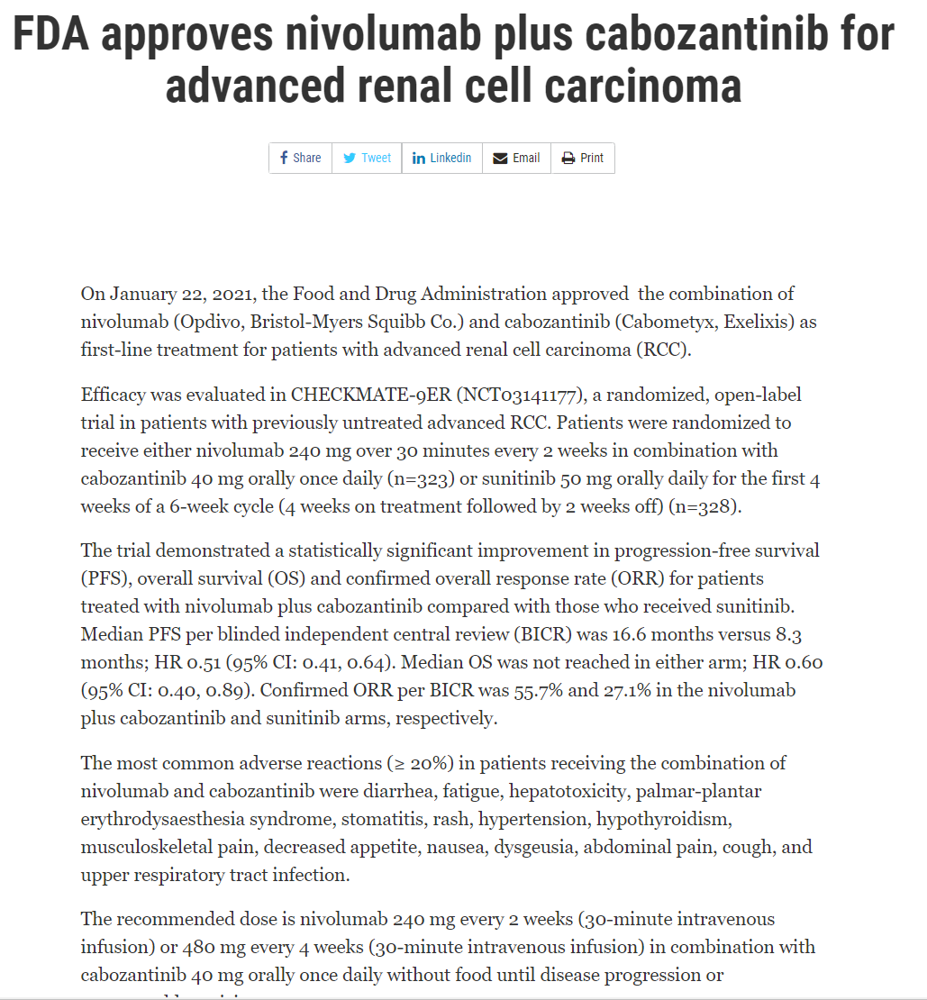 FDA approves nivolumab plus cabozantinib for
advanced renal cell carcinoma
Share Tweet Linkedin Email Print
On January 22, 2021, the Food and Drug Administration approved  the combination of
nivolumab (Opdivo, Bristol-Myers Squibb Co.) and cabozantinib (Cabometyx, Exelixis) as
first-line treatment for patients with advanced renal cell carcinoma (RCC).
Efficacy was evaluated in CHECKMATE-9ER (NCT03141177), a randomized, open-label
trial in patients with previously untreated advanced RCC. Patients were randomized to
receive either nivolumab 240 mg over 30 minutes every 2 weeks in combination with
cabozantinib 40 mg orally once daily (n=323) or sunitinib 50 mg orally daily for the first 4
weeks of a 6-week cycle (4 weeks on treatment followed by 2 weeks off) (n=328).
The trial demonstrated a statistically significant improvement in progression-free survival
(PFS), overall survival (OS) and confirmed overall response rate (ORR) for patients
treated with nivolumab plus cabozantinib compared with those who received sunitinib.
Median PFS per blinded independent central review (BICR) was 16.6 months versus 8.3
months; HR 0.51 (95% CI: 0.41, 0.64). Median OS was not reached in either arm; HR 0.60
(95% CI: 0.40, 0.89). Confirmed ORR per BICR was 55.7% and 27.1% in the nivolumab
plus cabozantinib and sunitinib arms, respectively.
The most common adverse reactions (≥ 20%) in patients receiving the combination of
nivolumab and cabozantinib were diarrhea, fatigue, hepatotoxicity, palmar-plantar
erythrodysaesthesia syndrome, stomatitis, rash, hypertension, hypothyroidism,
musculoskeletal pain, decreased appetite, nausea, dysgeusia, abdominal pain, cough, and
upper respiratory tract infection.
The recommended dose is nivolumab 240 mg every 2 weeks (30-minute intravenous
infusion) or 480 mg every 4 weeks (30-minute intravenous infusion) in combination with
cabozantinib 40 mg orally once daily without food until disease progression or